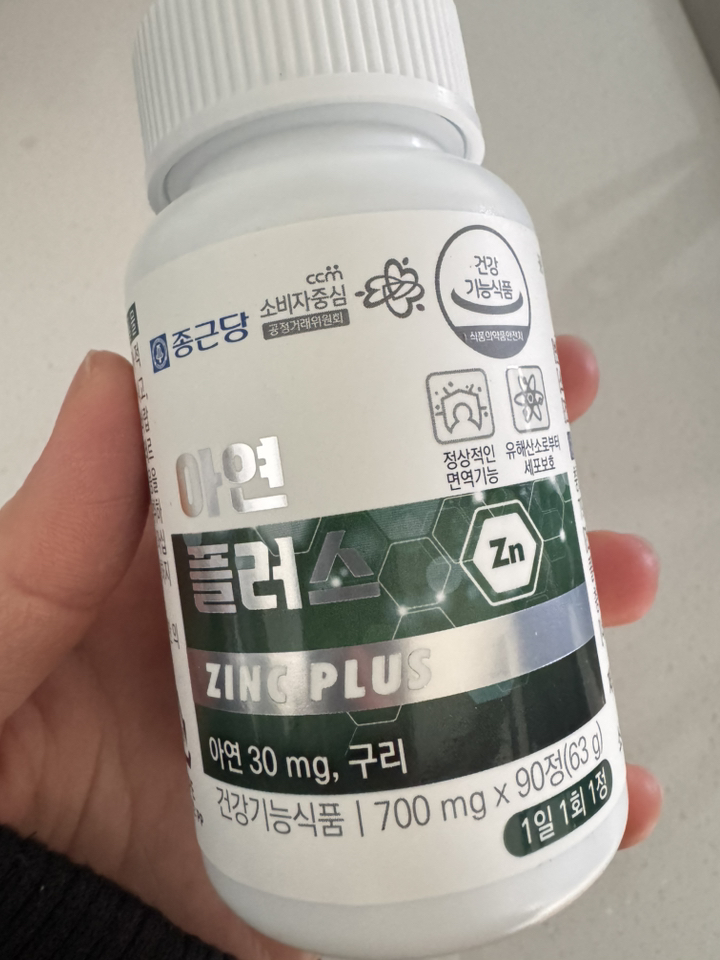 ccm
소비자중심
공정거래위원회
종근당
건강
기능식품
식품의약품안전처
정상적인
면역기능
유해산소로부터
세포보호
아연
플러스
Zn
ZINC PLUS
아연 30 mg, 구리
건강기능식품 | 700 mg x 90정(63 g)
1일 1회 1정